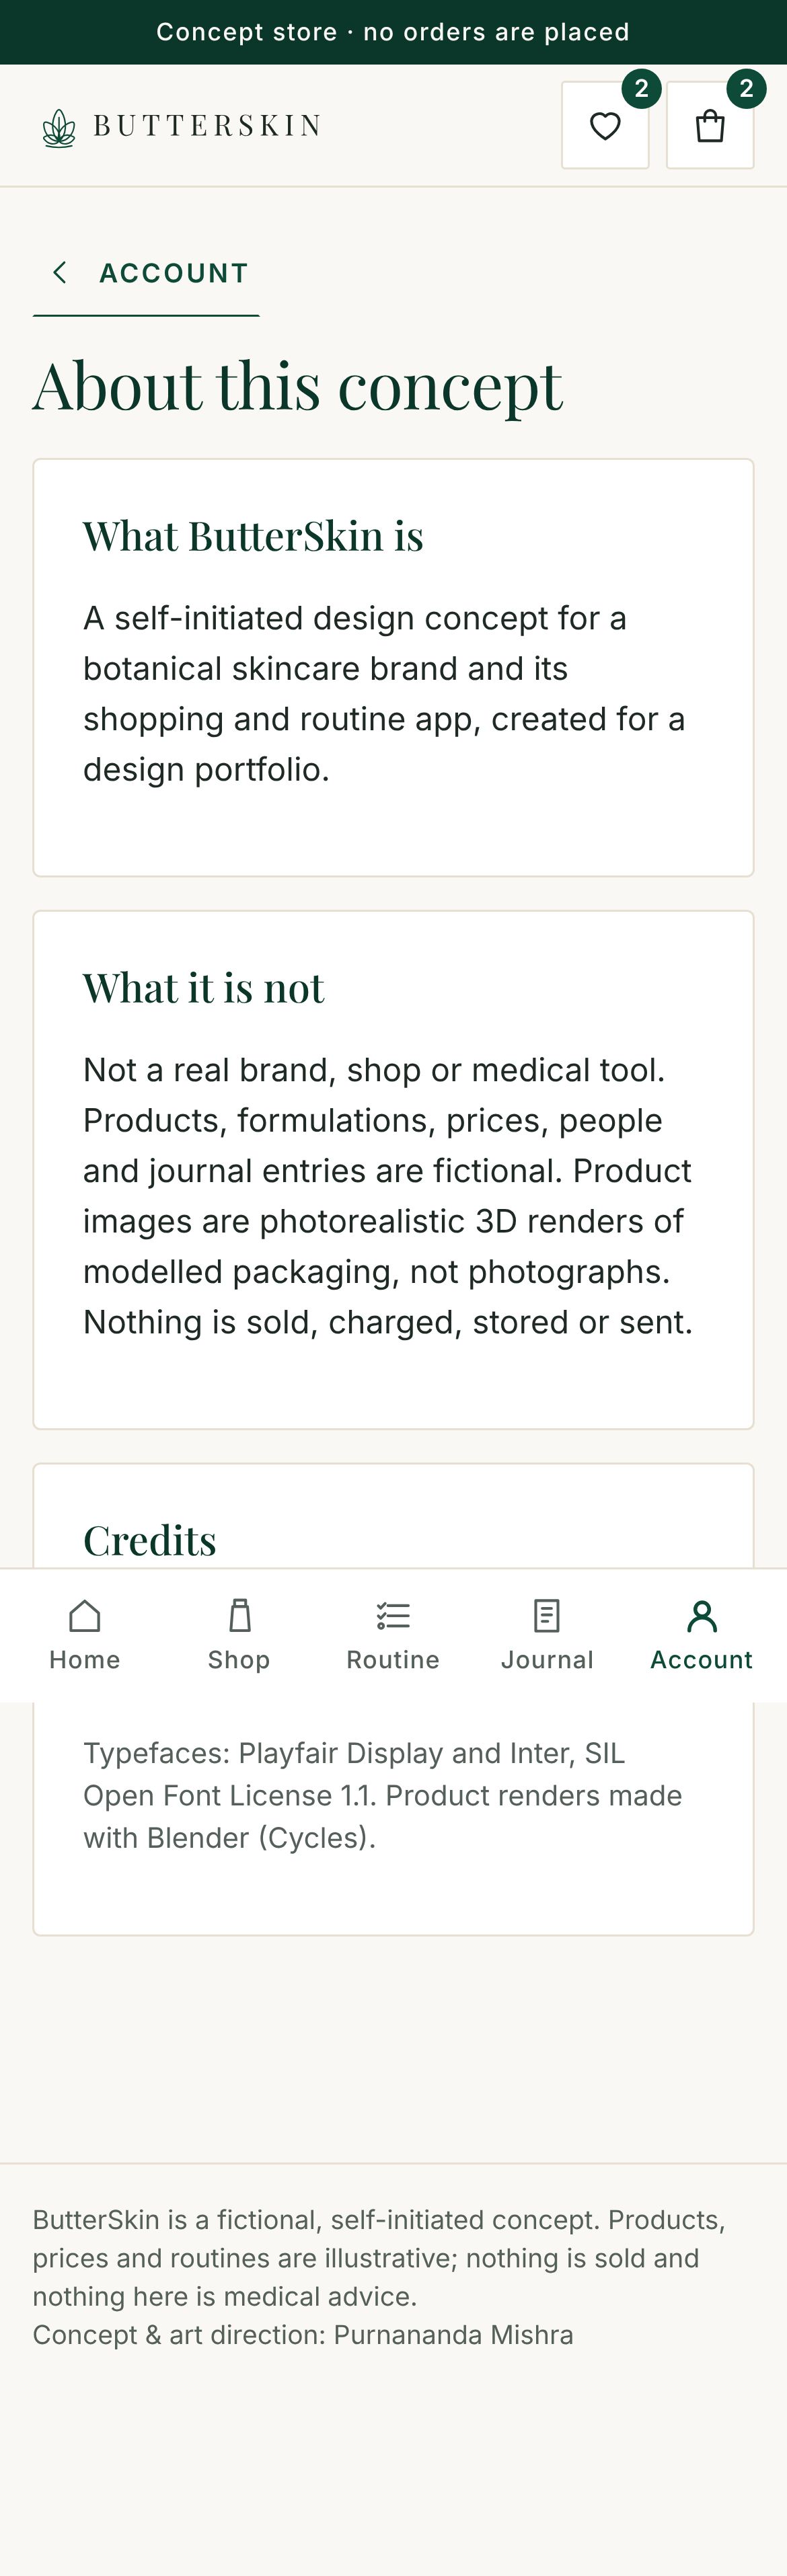 Concept store · no orders are placed
BUTTERSKIN
2
2
ACCOUNT
About this concept
What ButterSkin is
A self-initiated design concept for a
botanical skincare brand and its
shopping and routine app, created for a
design portfolio.
What it is not
Not a real brand, shop or medical tool.
Products, formulations, prices, people
and journal entries are fictional. Product
images are photorealistic 3D renders of
modelled packaging, not photographs.
Nothing is sold, charged, stored or sent.
Credits
Home
Shop
Routine
Journal
Account
Typefaces: Playfair Display and Inter, SIL
Open Font License 1.1. Product renders made
with Blender (Cycles).
ButterSkin is a fictional, self-initiated concept. Products,
prices and routines are illustrative; nothing is sold and
nothing here is medical advice.
Concept & art direction: Purnananda Mishra